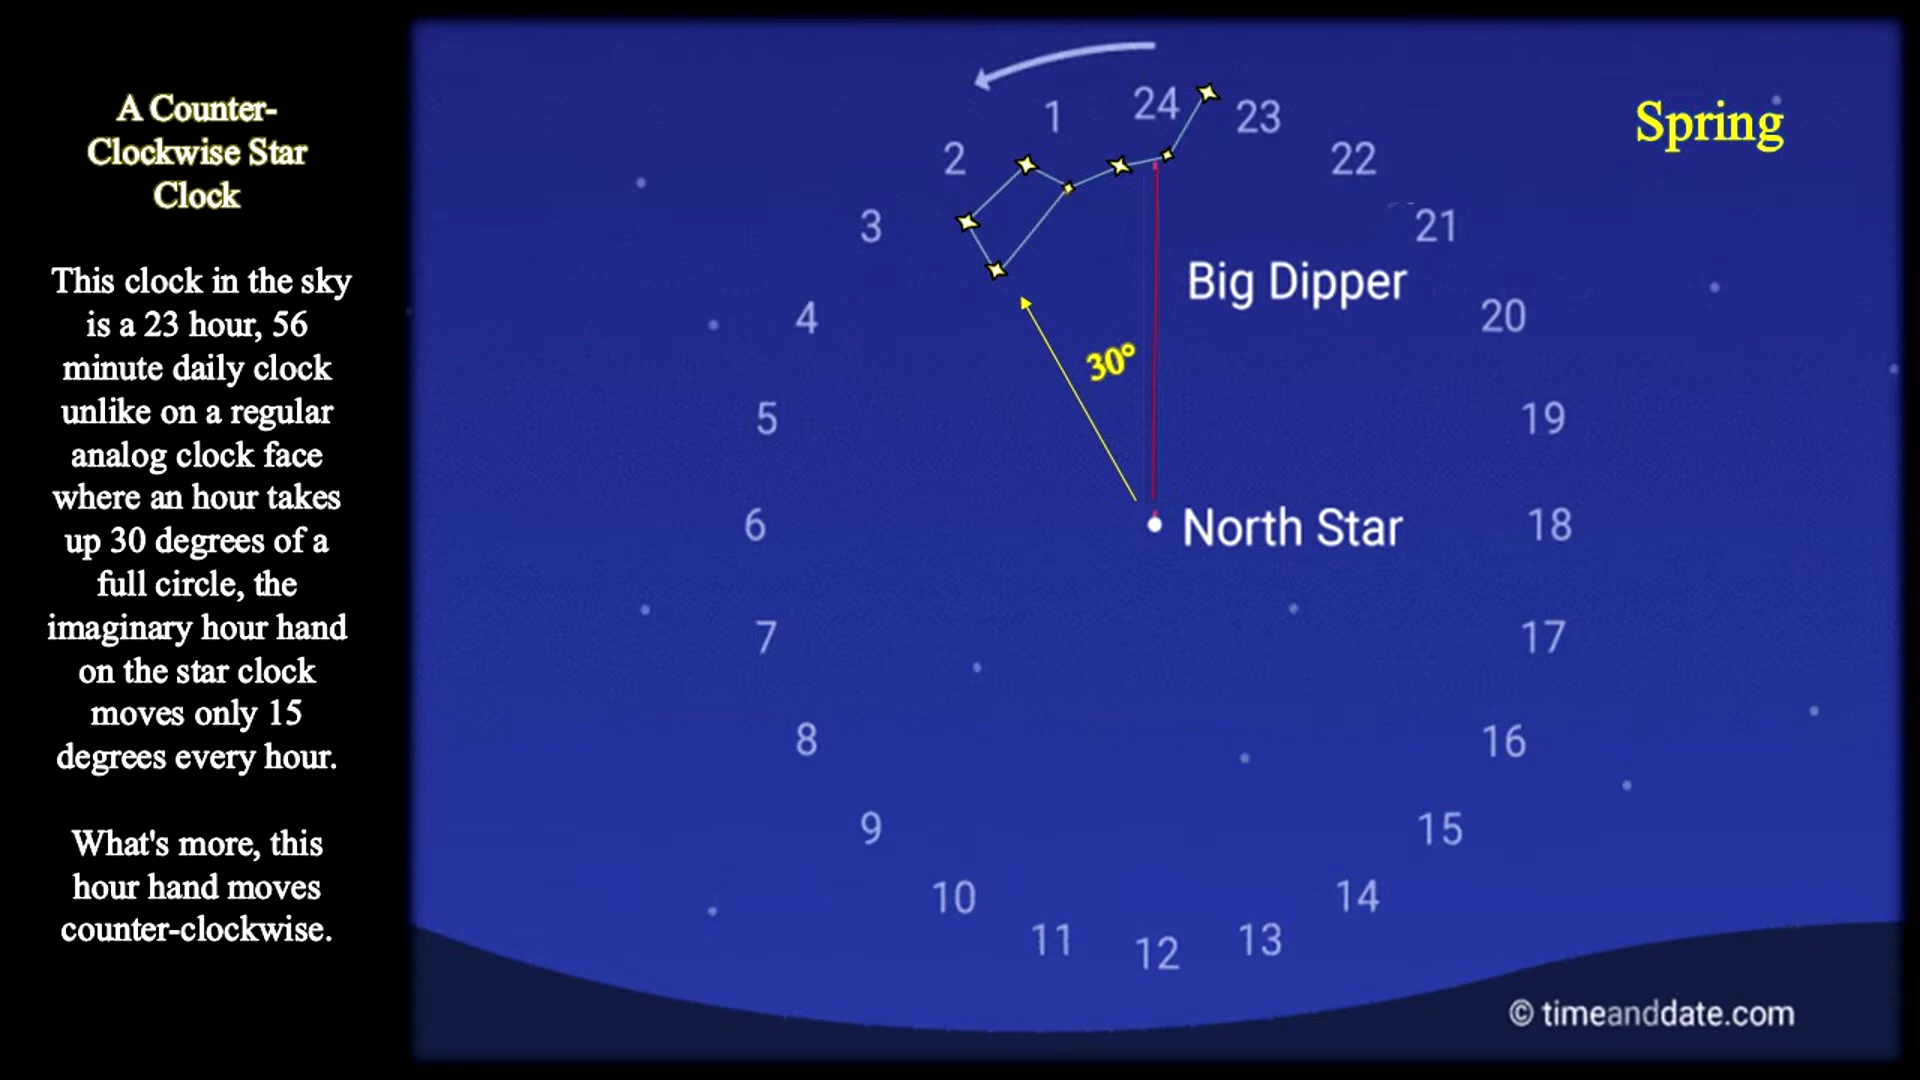 A Counter-
Clockwise Star
Clock
This clock in the sky
is a 23 hour, 56
minute daily clock
unlike on a regular
analog clock face
where an hour takes
up 30 degrees of a
full circle, the
imaginary hour hand
on the star clock
moves only 15
degrees every hour.
What's more, this
hour hand moves
counter-clockwise.
Spring
24
1
23
2
22
3
21
Big Dipper
4
20
30°
5
19
6
North Star
18
7
17
8
16
9
15
10
14
11
12
13
© timeanddate.com